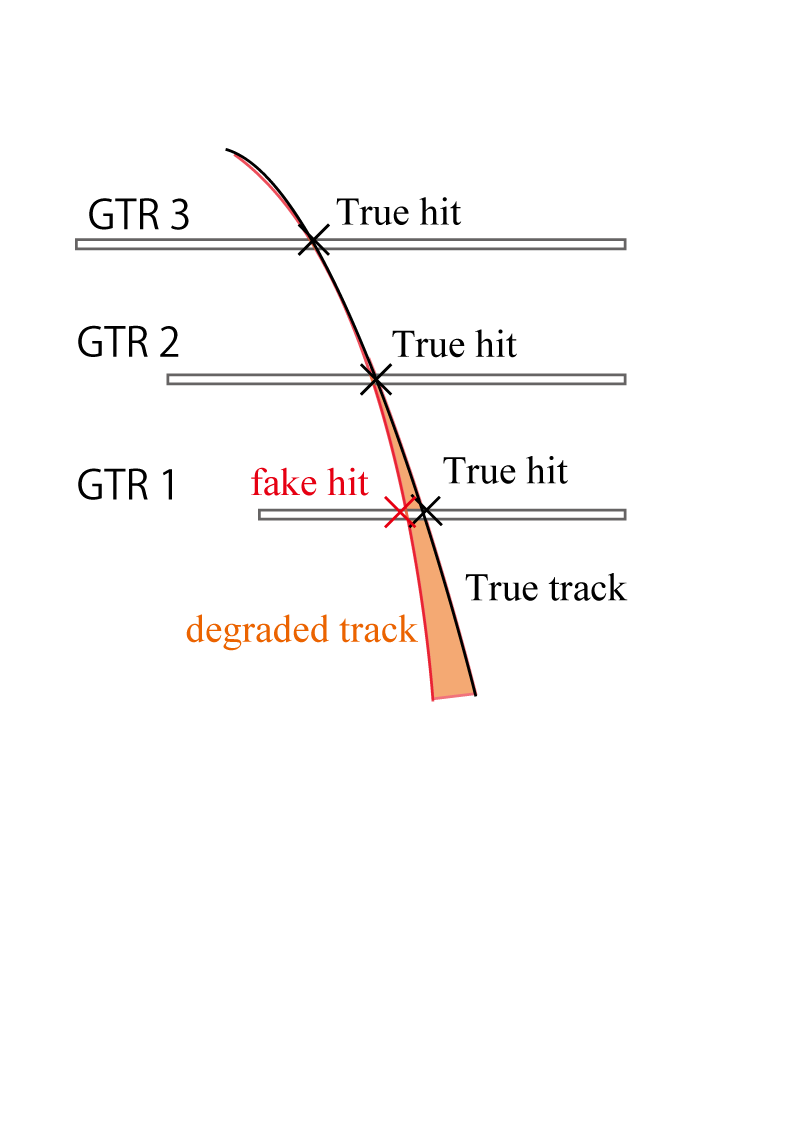 GTR 3
True hit
GTR 2
True hit
GTR 1
fake hit
True hit
True track
degraded track